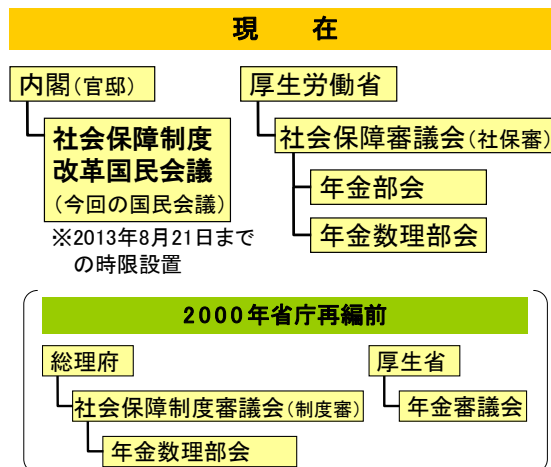 現 在
内閣(官邸)
社会保障制度
改革国民会議
(今回の国民会議)
※2013年8月21日まで
の時限設置
厚生労働省
社会保障審議会(社保審)
年金部会
年金数理部会
2000年省庁再編前
総理府
社会保障制度審議会(制度審)
年金数理部会
厚生省
年金審議会